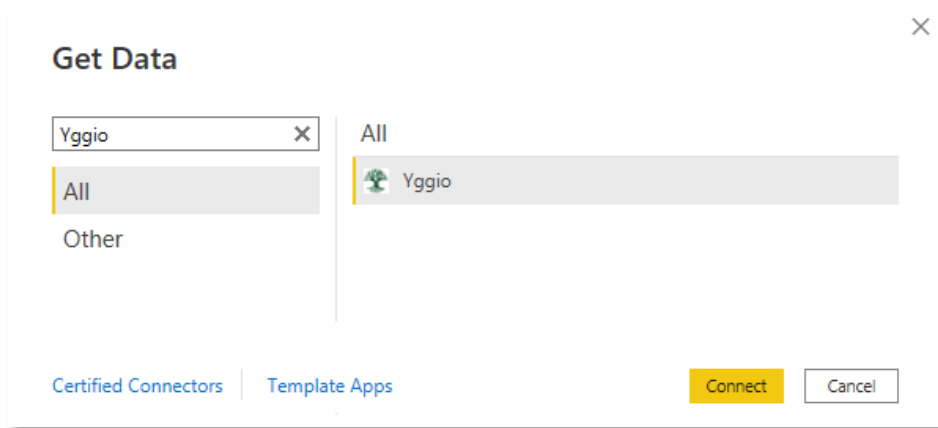 Get Data
Yggio
All
Other
All
Yggio
Certified Connectors
Template Apps
Connect
Cancel